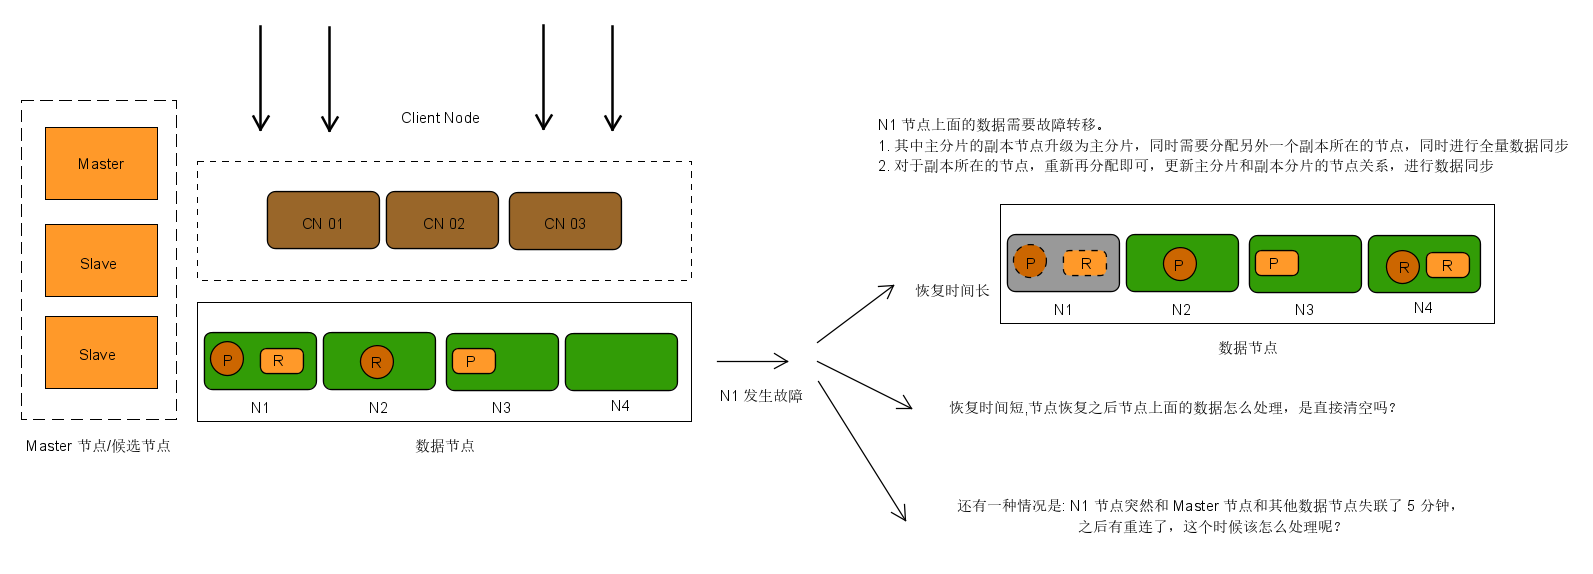 Client Node
Master
Slave
Slave
Master 节点/候选节点
CN 01
CN 02
CN 03
P
R
R
P
N1
N2
N3
N4
数据节点
N1 发生故障
N1 节点上面的数据需要故障转移。
1. 其中主分片的副本节点升级为主分片，同时需要分配另外一个副本所在的节点，同时进行全量数据同步
2. 对于副本所在的节点，重新再分配即可，更新主分片和副本分片的节点关系，进行数据同步
恢复时间长
P
R
P
P
R
R
N1
N2
N3
N4
数据节点
恢复时间短,节点恢复之后节点上面的数据怎么处理，是直接清空吗？
还有一种情况是: N1 节点突然和 Master 节点和其他数据节点失联了 5 分钟，
之后有重连了，这个时候该怎么处理呢？